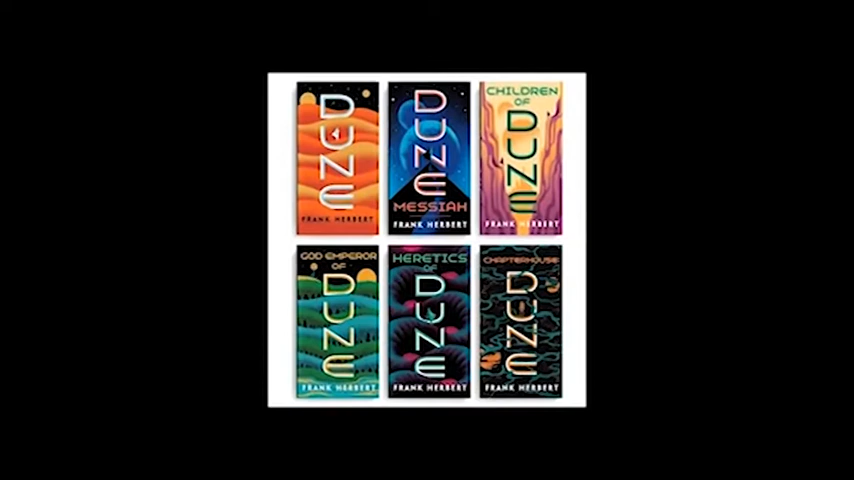 DUNE
FRANK HERBERT
DUNE
MESSIAH
FRANK HERBERT
CHILDREN
OF
DUNE
FRANK HERBERT
GOD EMPEROR
OF
DUNE
FRANK HERBERT
HERETICS
OF
DUNE
FRANK HERBERT
CHAPTERHOUSE:
DUNE
FRANK HERBERT